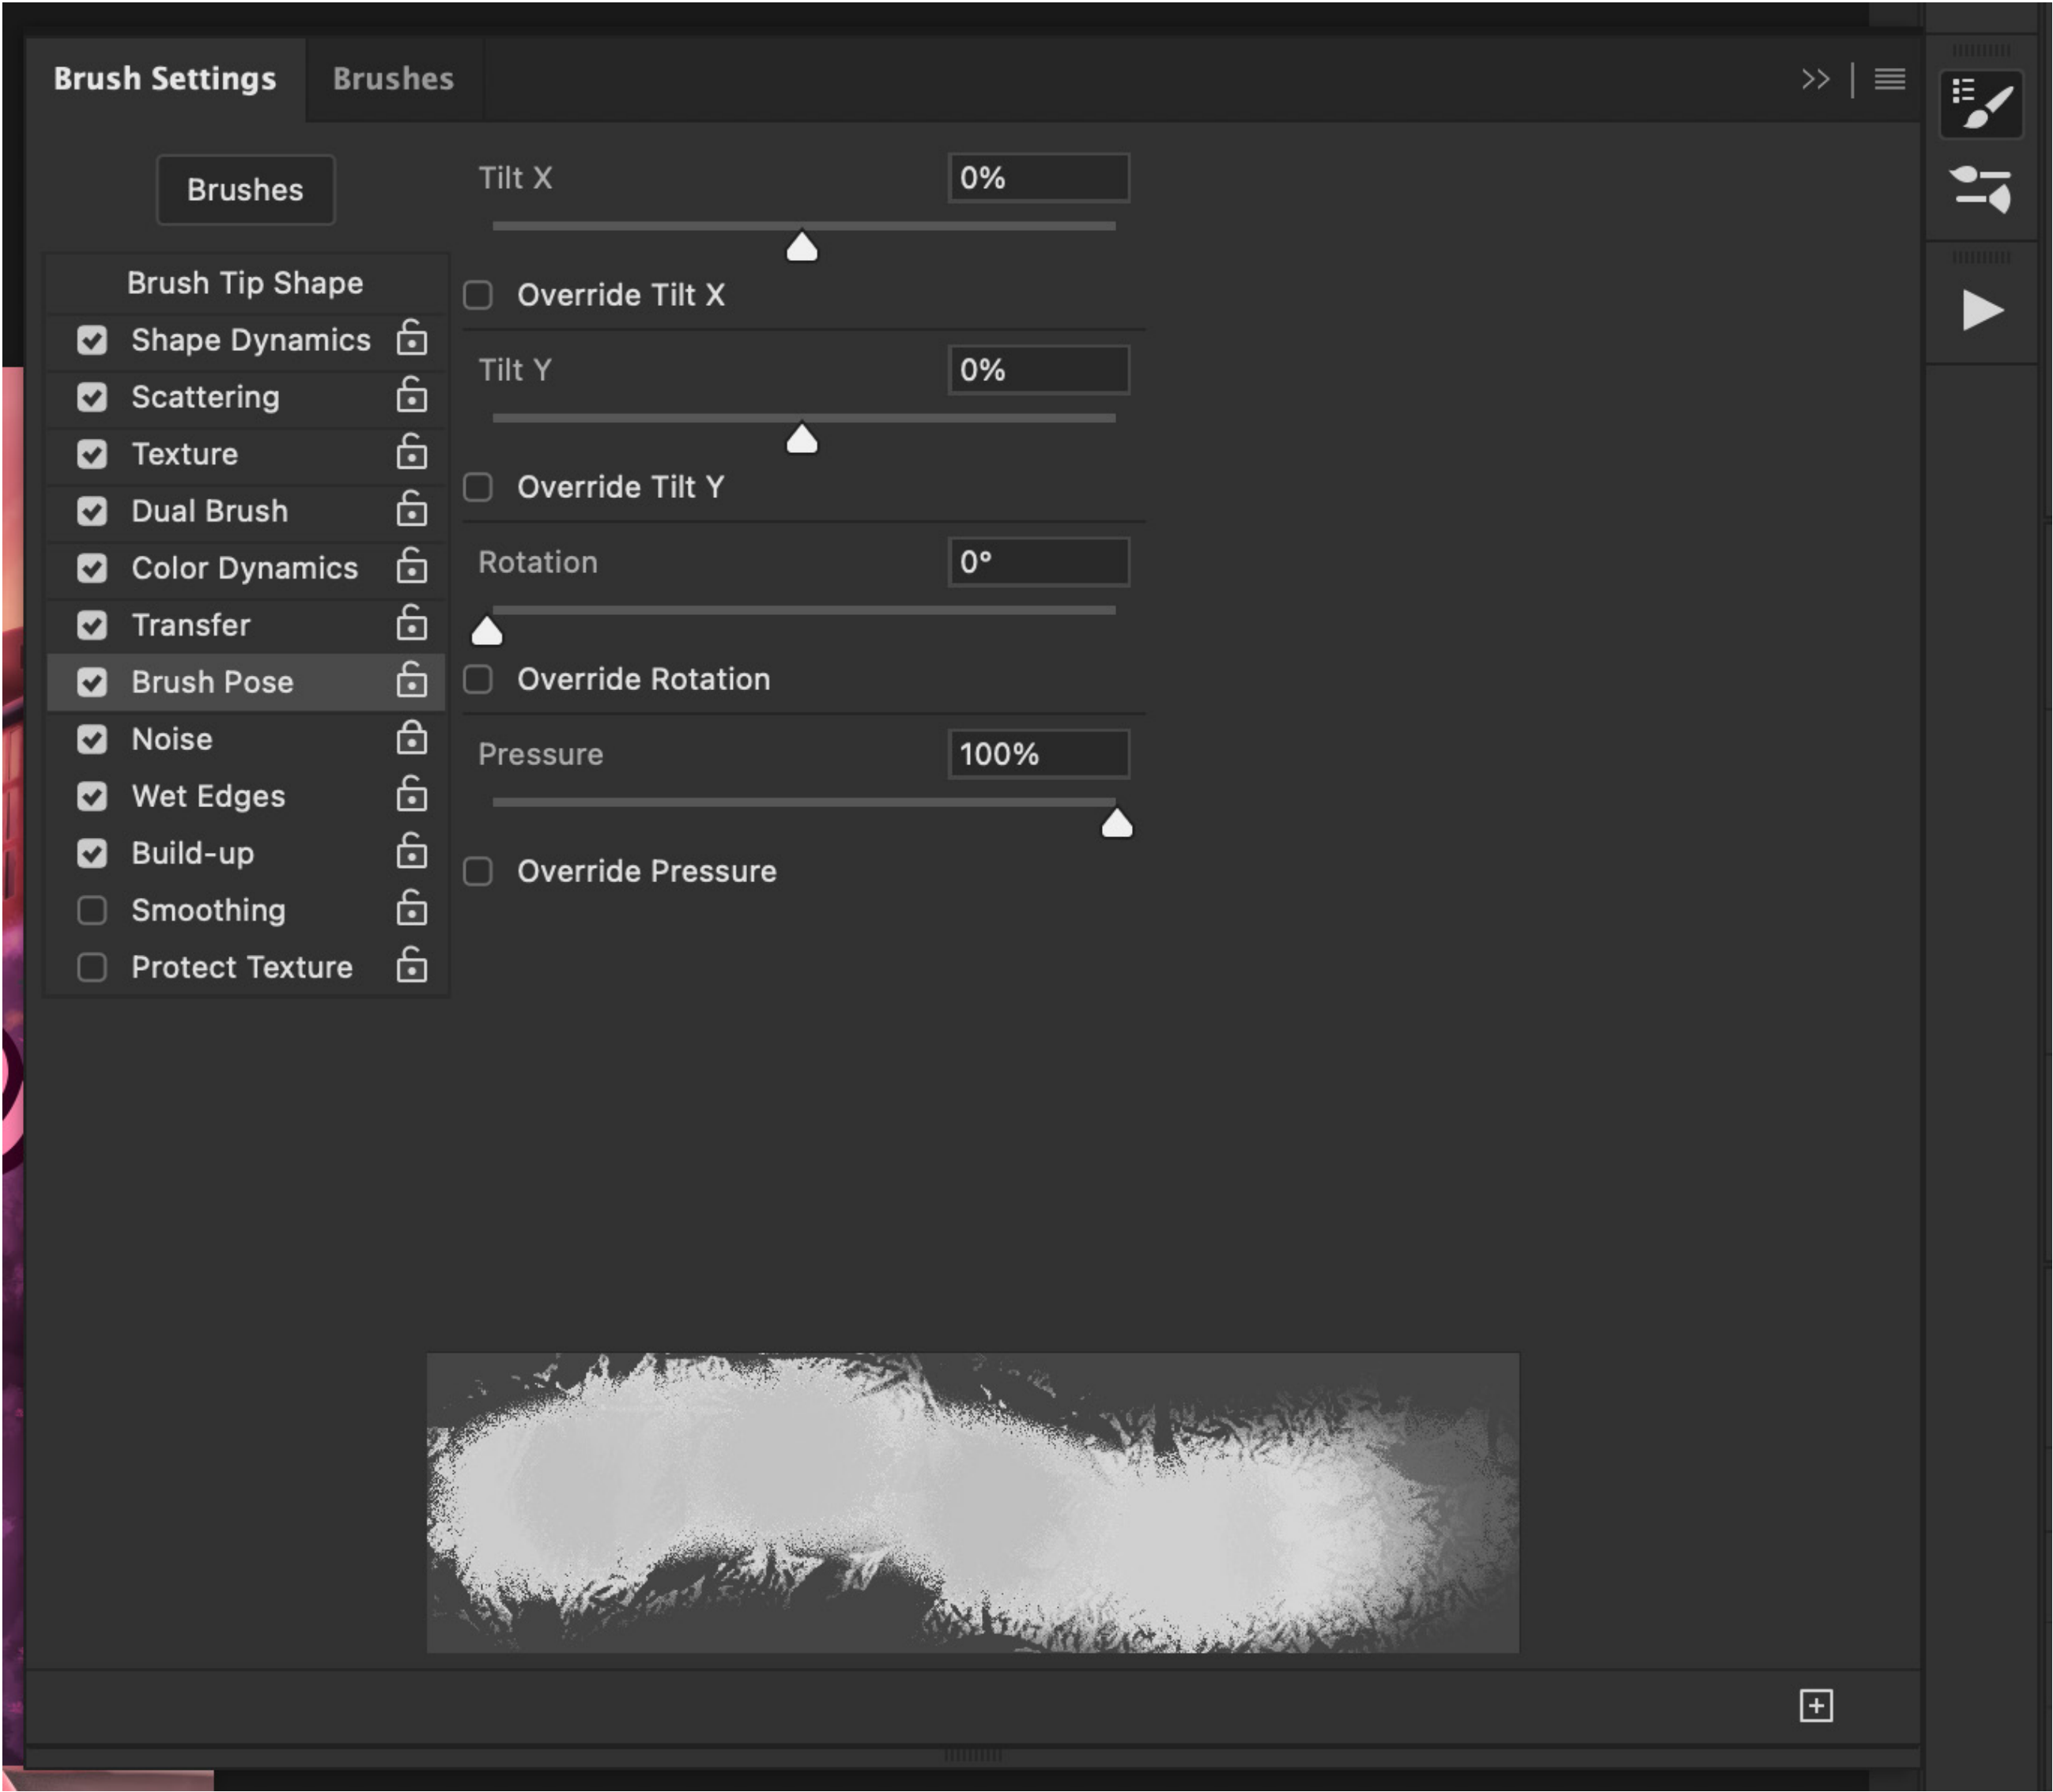 Brush Settings
Brushes
Brushes
Brush Tip Shape
Shape Dynamics
Scattering
Texture
Dual Brush
Color Dynamics
Transfer
Brush Pose
Noise
Wet Edges
Build-up
Smoothing
Protect Texture
Tilt X 0%
Override Tilt X
Tilt Y 0%
Override Tilt Y
Rotation 0°
Override Rotation
Pressure 100%
Override Pressure